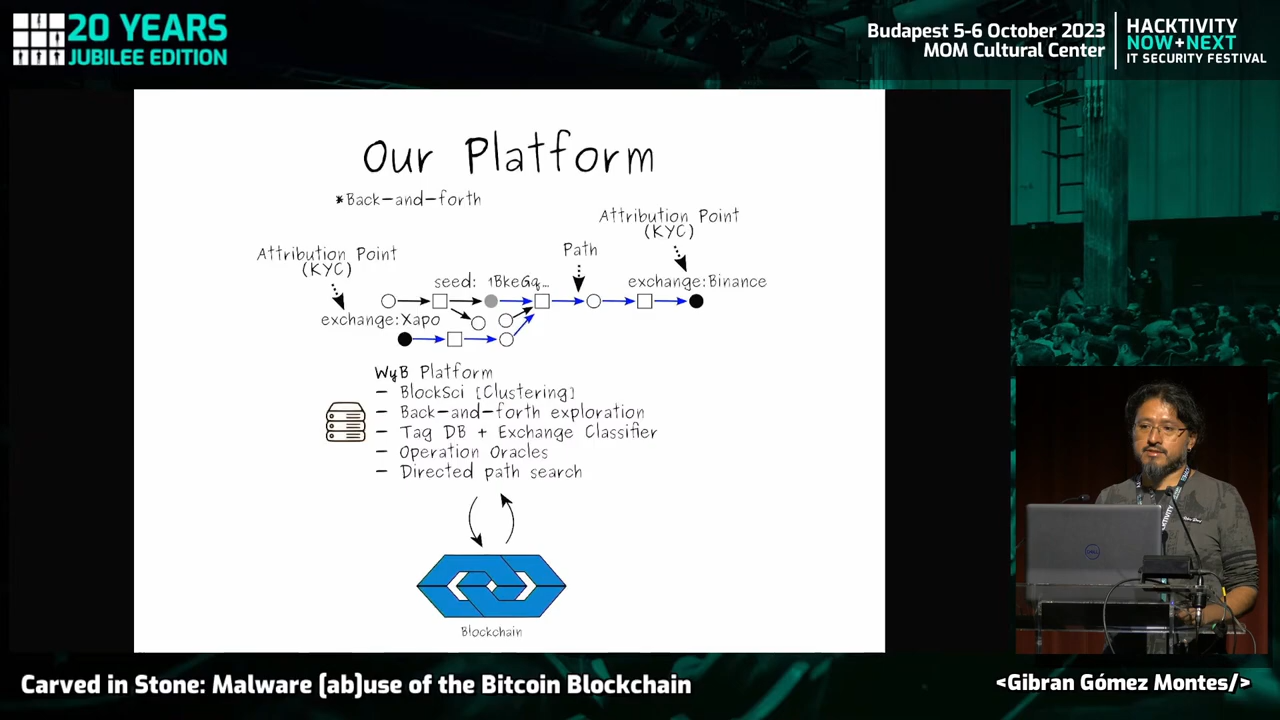 20 YEARS
JUBILEE EDITION
Budapest 5-6 October 2023
MOM Cultural Center
HACKTIVITY
NOW+NEXT
IT SECURITY FESTIVAL
Our Platform
*Back-and-forth
Attribution Point
(KYC)
Path
Attribution Point
(KYC)
seed: 1BkeGq...
exchange:Binance
exchange:Xapo
WyB Platform
- BlockSci [Clustering]
- Back-and-forth exploration
- Tag DB + Exchange Classifier
- Operation Oracles
- Directed path search
Blockchain
DELL
HACKTIVITY
Carved in Stone: Malware [ab]use of the Bitcoin Blockchain
<Gibran Gómez Montes/>